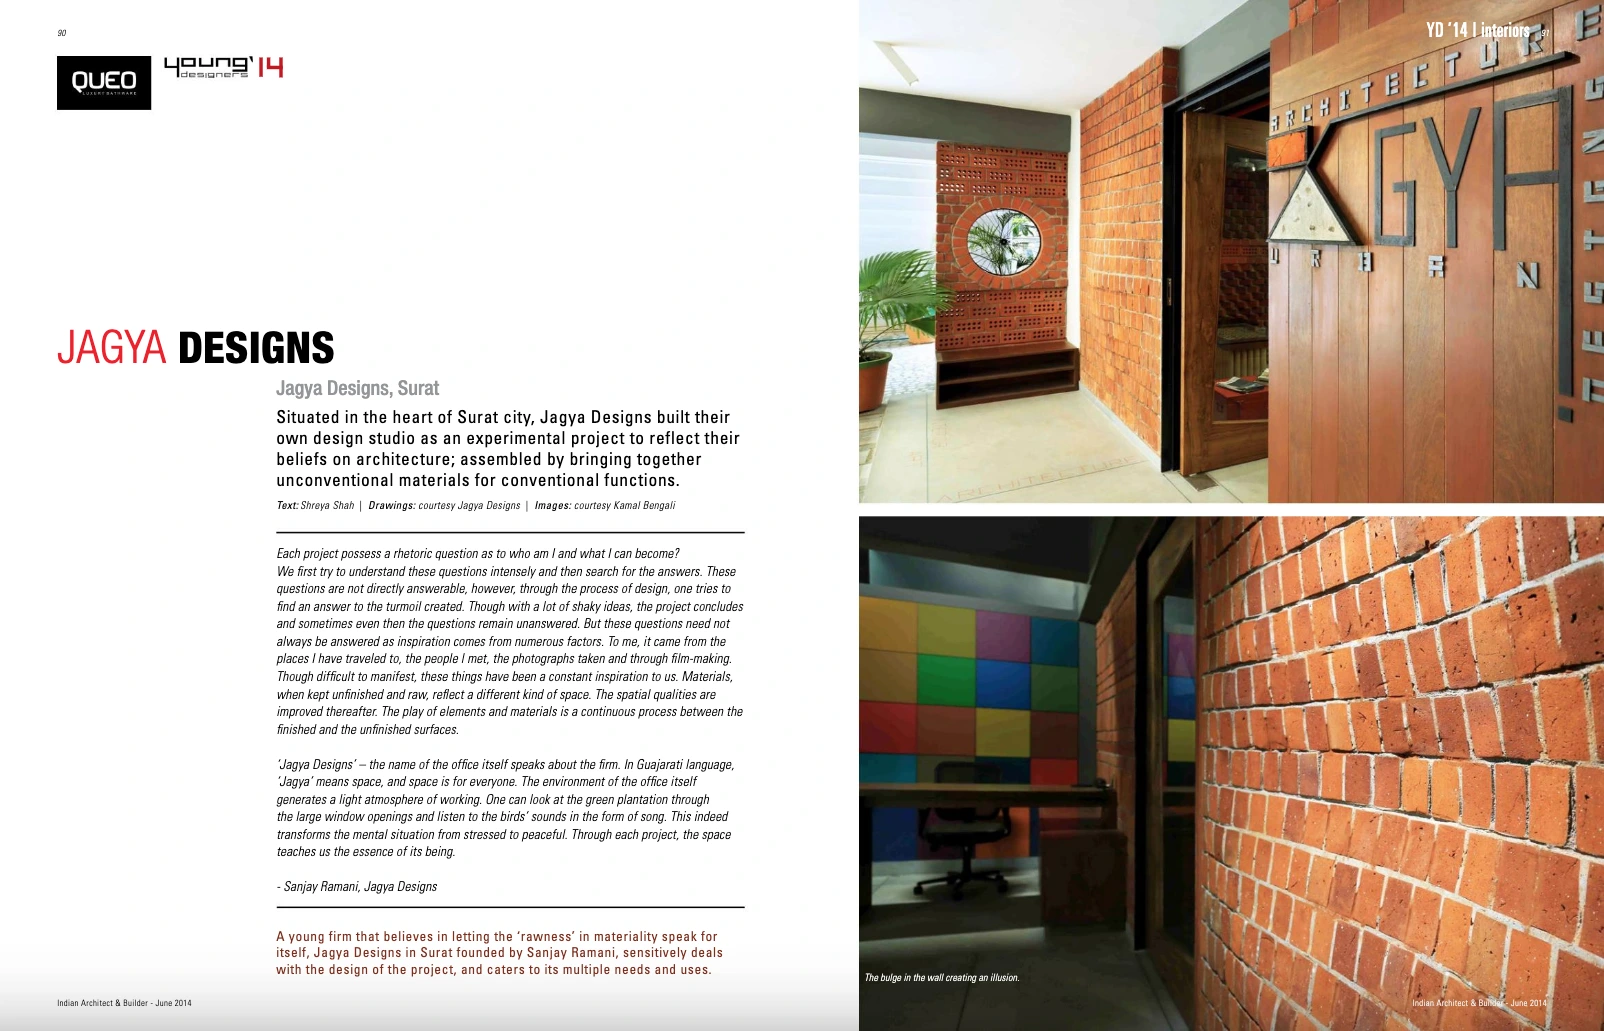 90
QUEO
LUXURY BATHWARE
young' 14
designers
JAGYA DESIGNS
Jagya Designs, Surat
Situated in the heart of Surat city, Jagya Designs built their
own design studio as an experimental project to reflect their
beliefs on architecture; assembled by bringing together
unconventional materials for conventional functions.
Text: Shreya Shah | Drawings: courtesy Jagya Designs | Images: courtesy Kamal Bengali
Each project possess a rhetoric question as to who am I and what I can become?
We first try to understand these questions intensely and then search for the answers. These
questions are not directly answerable, however, through the process of design, one tries to
find an answer to the turmoil created. Though with a lot of shaky ideas, the project concludes
and sometimes even then the questions remain unanswered. But these questions need not
always be answered as inspiration comes from numerous factors. To me, it came from the
places I have traveled to, the people I met, the photographs taken and through film-making.
Though difficult to manifest, these things have been a constant inspiration to us. Materials,
when kept unfinished and raw, reflect a different kind of space. The spatial qualities are
improved thereafter. The play of elements and materials is a continuous process between the
finished and the unfinished surfaces.
'Jagya Designs' – the name of the office itself speaks about the firm. In Guajarati language,
'Jagya' means space, and space is for everyone. The environment of the office itself
generates a light atmosphere of working. One can look at the green plantation through
the large window openings and listen to the birds' sounds in the form of song. This indeed
transforms the mental situation from stressed to peaceful. Through each project, the space
teaches us the essence of its being.
- Sanjay Ramani, Jagya Designs
A young firm that believes in letting the 'rawness' in materiality speak for
itself, Jagya Designs in Surat founded by Sanjay Ramani, sensitively deals
with the design of the project, and caters to its multiple needs and uses.
Indian Architect & Builder - June 2014
YD '14 | interiors 91
ARCHITECTURE
GYA
URBAN
ARCHITECTURE
The bulge in the wall creating an illusion.
Indian Architect & Builder - June 2014